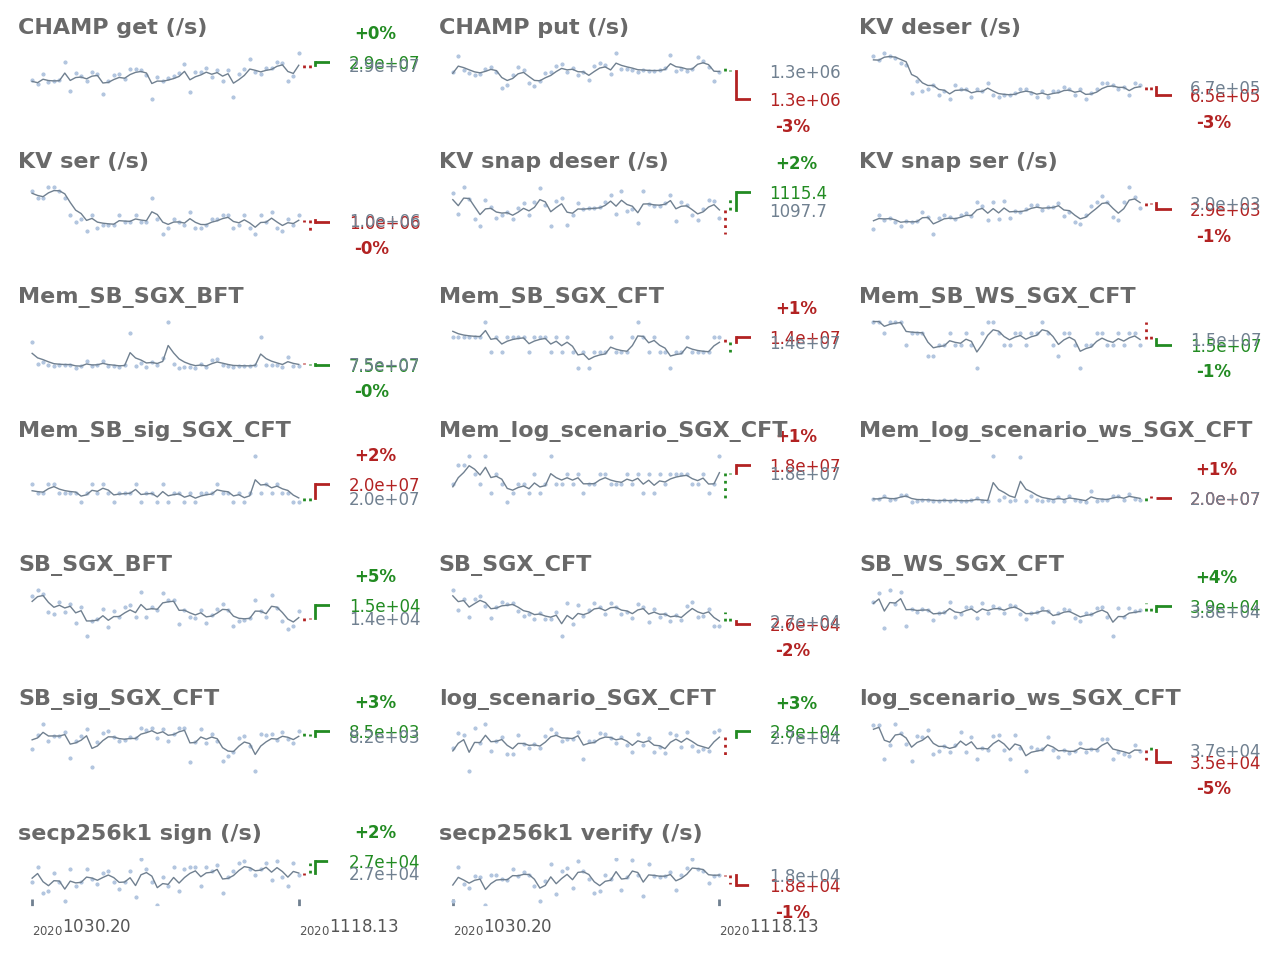 CHAMP get (/s)
+0%
2.9e+07
2.9e+07
CHAMP put (/s)
1.3e+06
1.3e+06
-3%
KV deser (/s)
6.7e+05
6.5e+05
-3%
KV ser (/s)
1.0e+06
1.0e+06
-0%
KV snap deser (/s)
+2%
1115.4
1097.7
KV snap ser (/s)
3.0e+03
2.9e+03
-1%
Mem_SB_SGX_BFT
7.5e+07
-0%
Mem_SB_SGX_CFT
+1%
1.4e+07
1.4e+07
Mem_SB_WS_SGX_CFT
1.5e+07
1.5e+07
-1%
Mem_SB_sig_SGX_CFT
+2%
2.0e+07
2.0e+07
Mem_log_scenario_SGX_CFT
+1%
1.8e+07
1.8e+07
Mem_log_scenario_ws_SGX_CFT
+1%
2.0e+07
SB_SGX_BFT
+5%
1.5e+04
1.4e+04
SB_SGX_CFT
2.7e+04
2.6e+04
-2%
SB_WS_SGX_CFT
+4%
3.9e+04
3.8e+04
SB_sig_SGX_CFT
+3%
8.5e+03
8.2e+03
log_scenario_SGX_CFT
+3%
2.8e+04
2.7e+04
log_scenario_ws_SGX_CFT
3.7e+04
3.5e+04
-5%
secp256k1 sign (/s)
+2%
2.7e+04
2.7e+04
2020 1030.20
2020 1118.13
secp256k1 verify (/s)
1.8e+04
1.8e+04
-1%
2020 1030.20
2020 1118.13